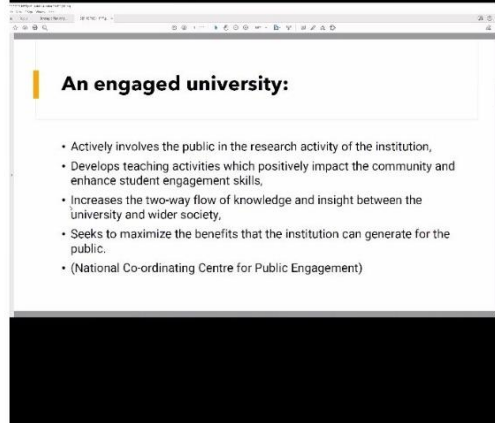 An engaged university:
• Actively involves the public in the research activity of the institution,
• Develops teaching activities which positively impact the community and
enhance student engagement skills,
• Increases the two-way flow of knowledge and insight between the
university and wider society,
• Seeks to maximize the benefits that the institution can generate for the
public.
• (National Co-ordinating Centre for Public Engagement)